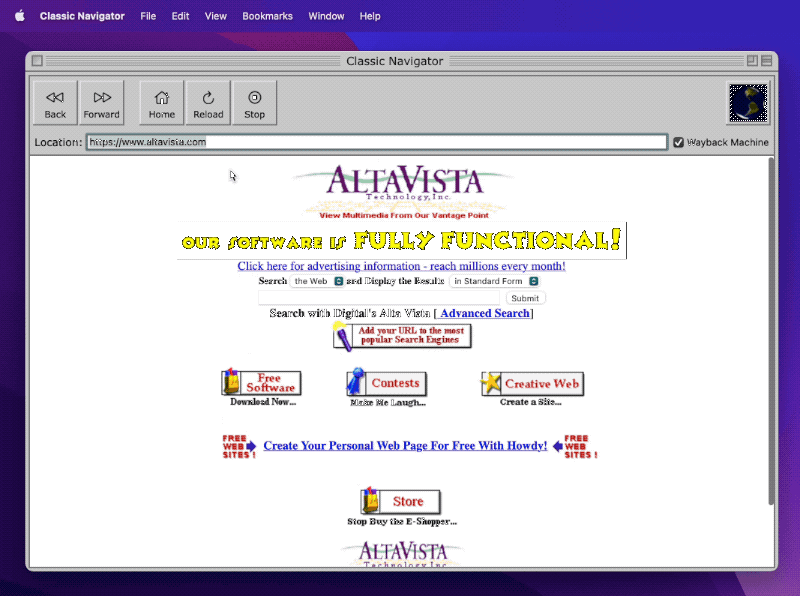 Classic Navigator File Edit View Bookmarks Window Help
Classic Navigator
Back Forward Home Reload Stop
Location: https://www.altavista.com Wayback Machine
ALTAVISTA
Technology, Inc.
View Multimedia From Our Vantage Point
OUR SOFTWARE IS FULLY FUNCTIONAL!
Click here for advertising information - reach millions every month!
Search the Web and Display the Results in Standard Form
Submit
Search with Digital's Alta Vista [ Advanced Search]
Add your URL to the most
popular Search Engines
Free
Software
Contests
Creative Web
Download Now...
Make Me Laugh...
Create a Site...
FREE
WEB
SITES !
Create Your Personal Web Page For Free With Howdy!
FREE
WEB
SITES !
Store
Stop Buy the E-Shopper...
ALTAVISTA
Technology, Inc.